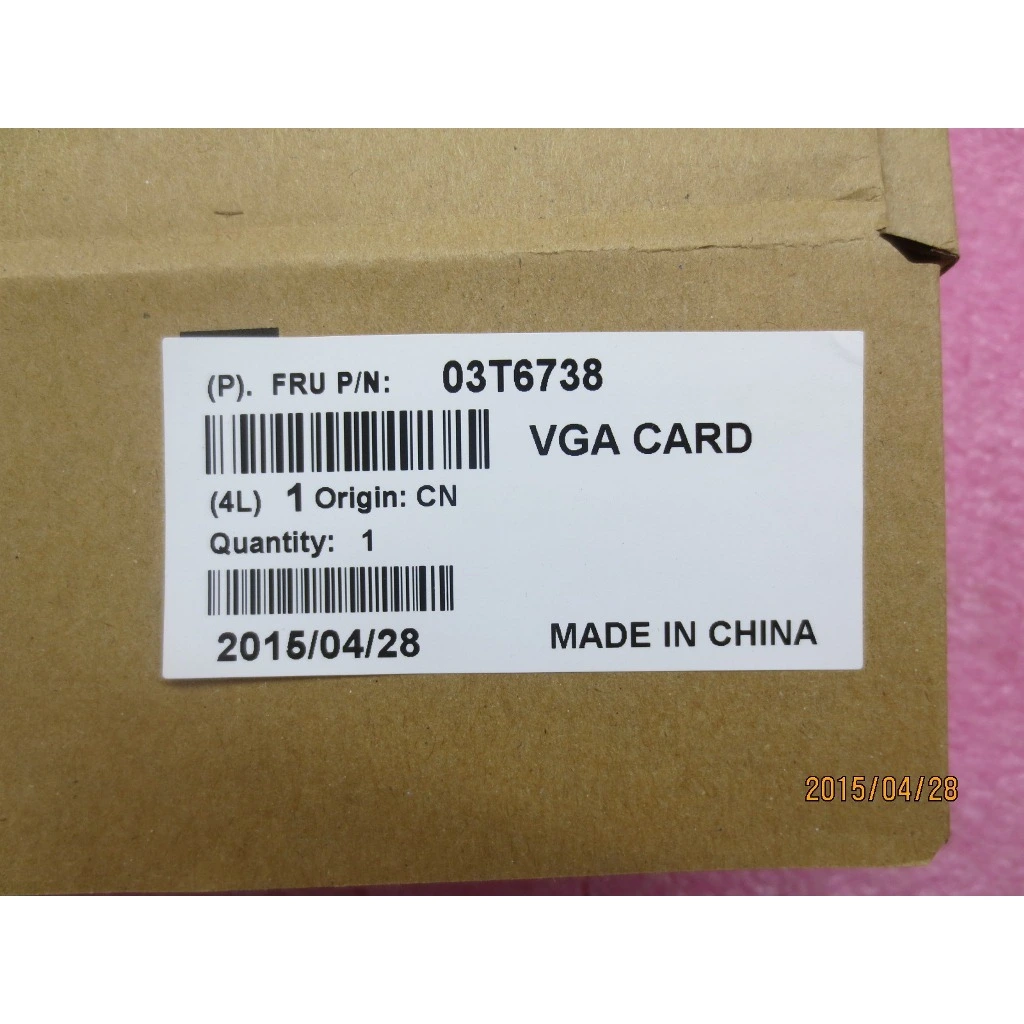 (P). FRU P/N: 03T6738
VGA CARD
(4L) 1 Origin: CN
Quantity: 1
2015/04/28
MADE IN CHINA
2015/04/28